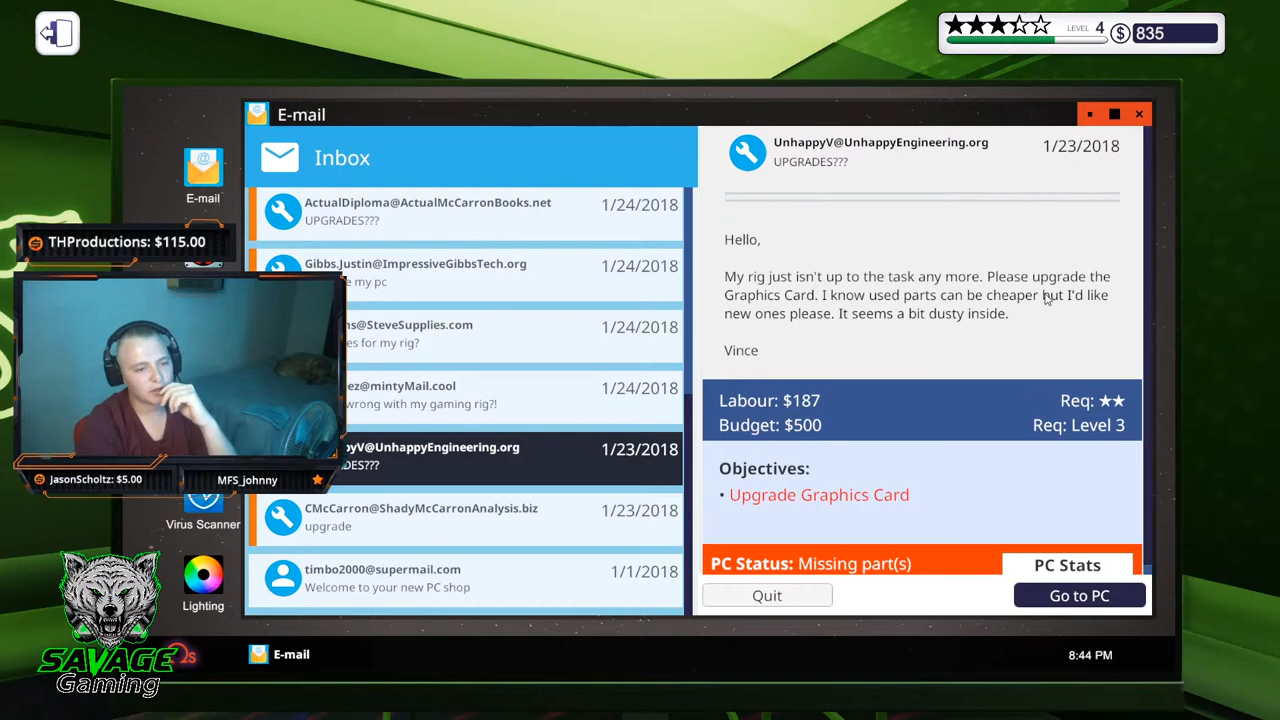 LEVEL 4
$ 835
E-mail
Inbox
ActualDiploma@ActualMcCarronBooks.net 1/24/2018
UPGRADES???
Gibbs.Justin@ImpressiveGibbsTech.org 1/24/2018
my pc
@SteveSupplies.com 1/24/2018
for my rig?
@mintyMail.cool 1/24/2018
wrong with my gaming rig?!
@UnhappyEngineering.org 1/23/2018
CMcCarron@ShadyMcCarronAnalysis.biz 1/23/2018
upgrade
timbo2000@supermail.com 1/1/2018
Welcome to your new PC shop
UnhappyV@UnhappyEngineering.org 1/23/2018
UPGRADES???
Hello,
My rig just isn't up to the task any more. Please upgrade the
Graphics Card. I know used parts can be cheaper but I'd like
new ones please. It seems a bit dusty inside.
Vince
Labour: $187 Req: ★★
Budget: $500 Req: Level 3
Objectives:
• Upgrade Graphics Card
PC Status: Missing part(s) PC Stats
Quit Go to PC
E-mail
THProductions: $115.00
JasonScholtz: $5.00 MFS_johnny
Virus Scanner
Lighting
SAVAGE
Gaming
E-mail 8:44 PM